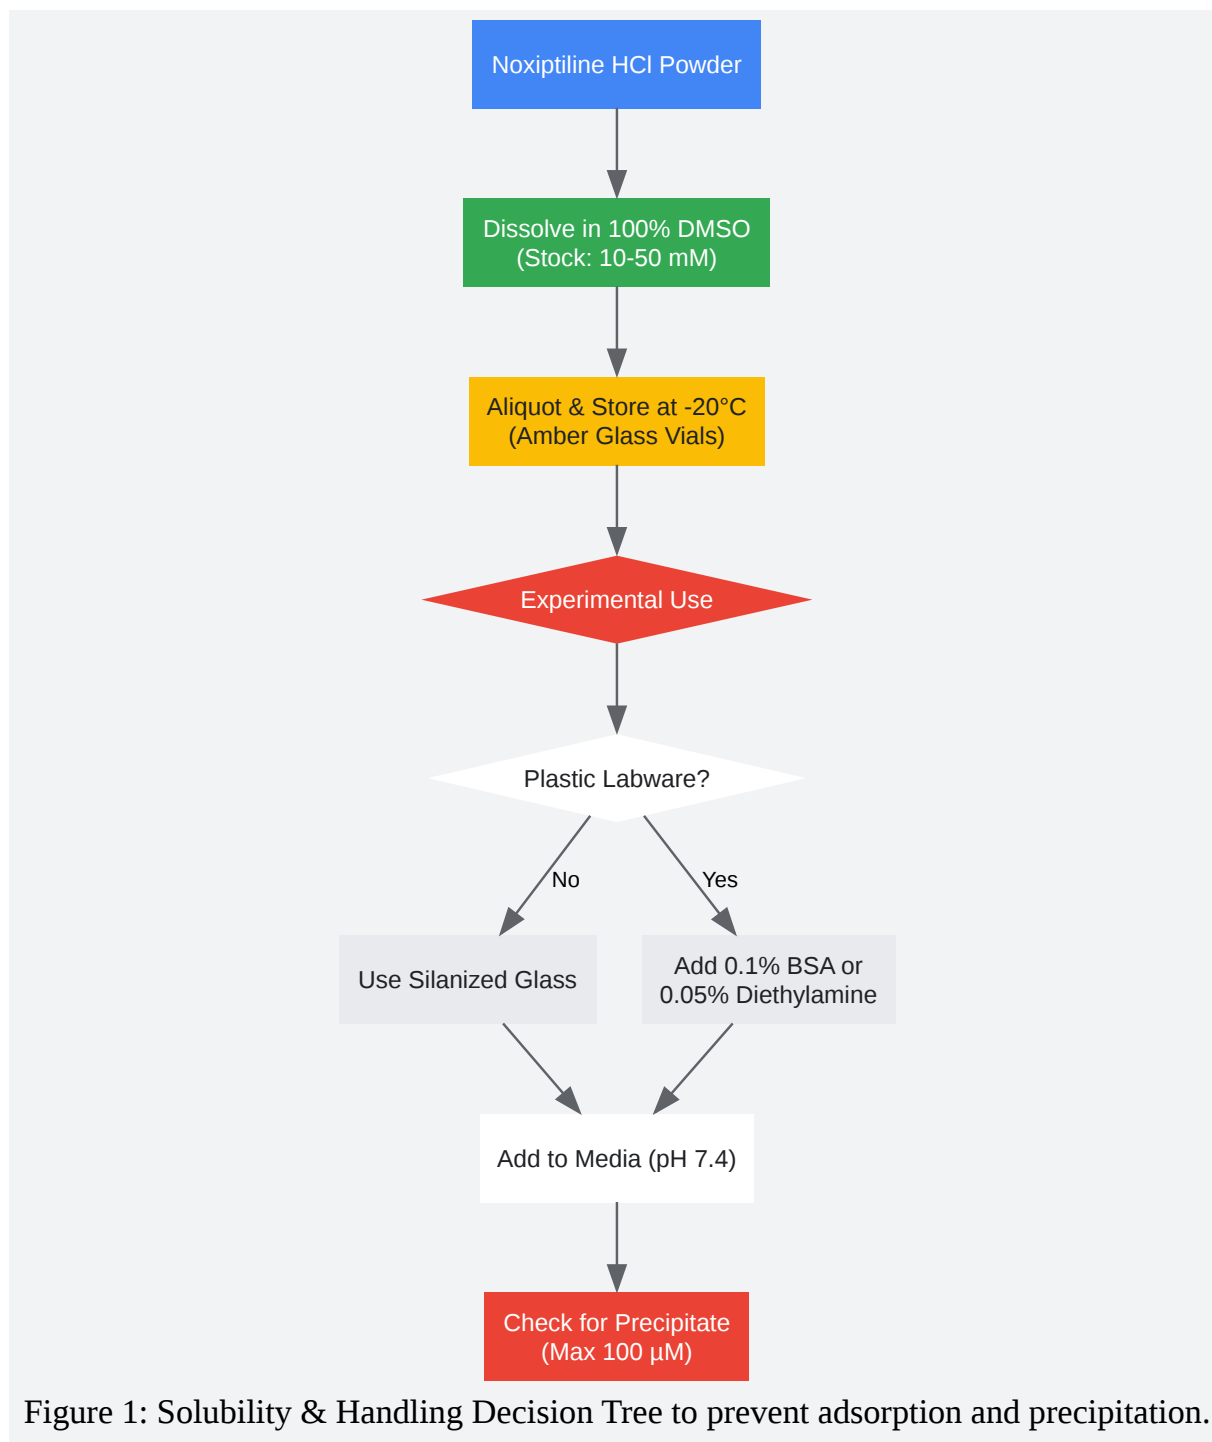 Noxiptiline HCl Powder
Dissolve in 100% DMSO
(Stock: 10-50 mM)
Aliquot & Store at -20°C
(Amber Glass Vials)
Experimental Use
Plastic Labware?
No
Yes
Use Silanized Glass
Add 0.1% BSA or
0.05% Diethylamine
Add to Media (pH 7.4)
Check for Precipitate
(Max 100 µM)
Figure 1: Solubility & Handling Decision Tree to prevent adsorption and precipitation.